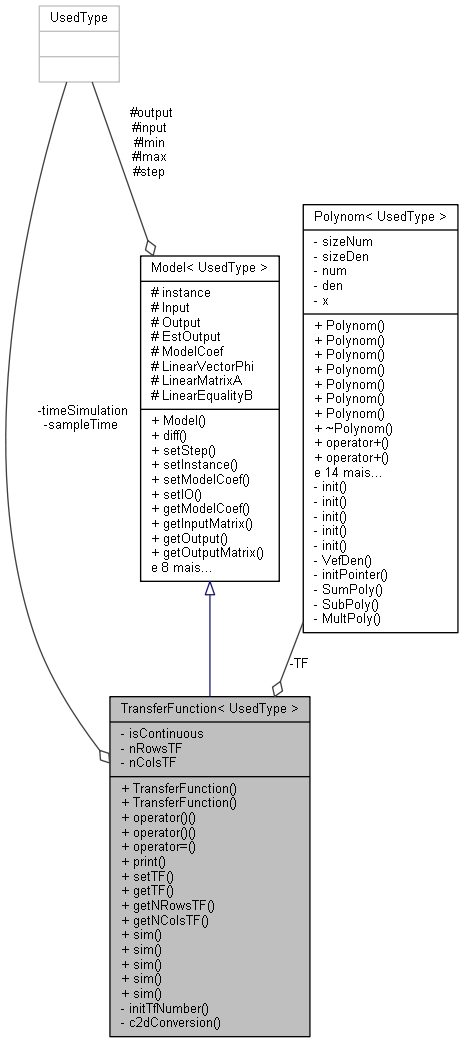 UsedType
#output
#input
#lmin
#lmax
#step
Polynom< UsedType >
- sizeNum
- sizeDen
- num
- den
- x
+ Polynom()
+ Polynom()
+ Polynom()
+ Polynom()
+ Polynom()
+ Polynom()
+ Polynom()
+ ~Polynom()
+ operator+()
+ operator+()
e 14 mais...
- init()
- init()
- init()
- init()
- init()
- VefDen()
- initPointer()
- SumPoly()
- SubPoly()
- MultPoly()
Model< UsedType >
# instance
# Input
# Output
# EstOutput
# ModelCoef
# LinearVectorPhi
# LinearMatrixA
# LinearEqualityB
+ Model()
+ diff()
+ setStep()
+ setInstance()
+ setModelCoef()
+ setIO()
+ getModelCoef()
+ getInputMatrix()
+ getOutput()
+ getOutputMatrix()
e 8 mais...
-timeSimulation
-sampleTime
-TF
TransferFunction< UsedType >
- isContinuous
- nRowsTF
- nColsTF
+ TransferFunction()
+ TransferFunction()
+ operator()()
+ operator()()
+ operator=()
+ print()
+ setTF()
+ getTF()
+ getNRowsTF()
+ getNColsTF()
+ sim()
+ sim()
+ sim()
+ sim()
+ sim()
- initTfNumber()
- c2dConversion()